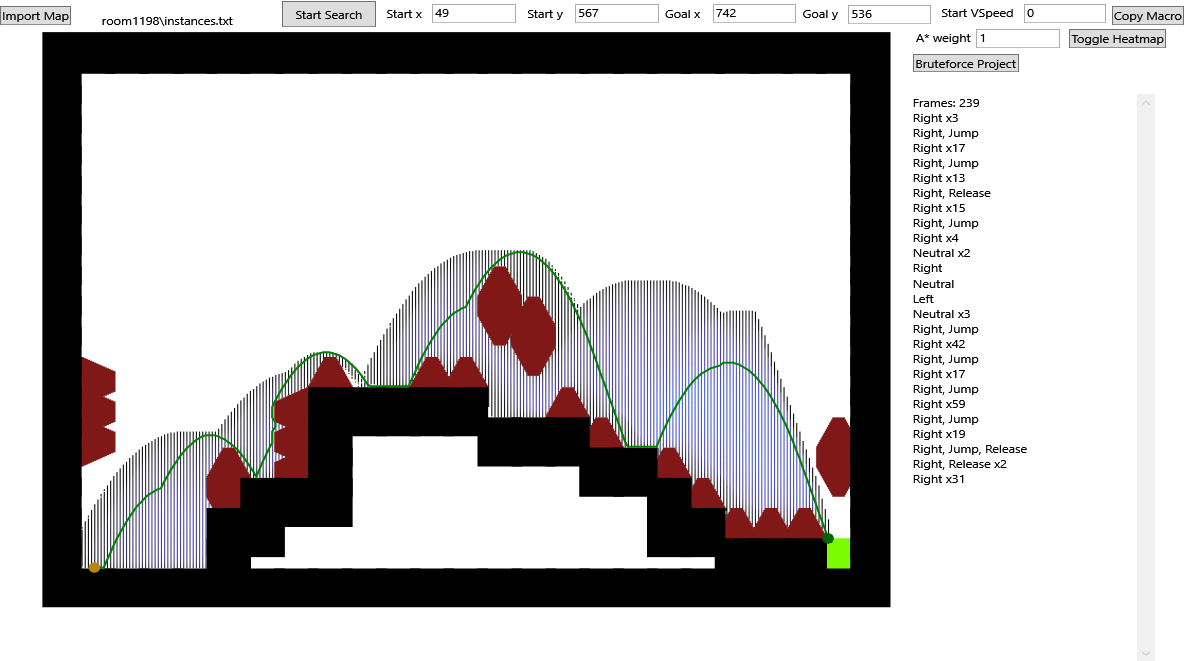 Import Map room1198\instances.txt Start Search Start x 49 Start y 567 Goal x 742 Goal y 536 Start VSpeed 0 Copy Macro
A* weight 1 Toggle Heatmap
Bruteforce Project
Frames: 239
Right x3
Right, Jump
Right x17
Right, Jump
Right x13
Right, Release
Right x15
Right, Jump
Right x4
Neutral x2
Right
Neutral
Left
Neutral x3
Right, Jump
Right x42
Right, Jump
Right x17
Right, Jump
Right x59
Right, Jump
Right x19
Right, Jump, Release
Right, Release x2
Right x31